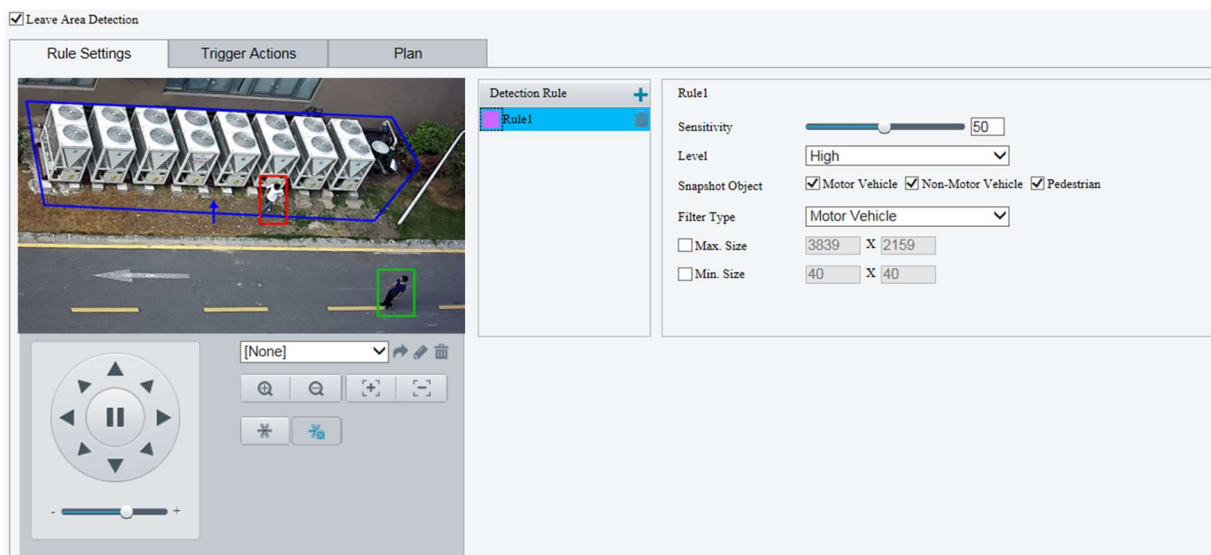 Leave Area Detection
Rule Settings
Trigger Actions
Plan
Detection Rule
Rule1
Rule1
Sensitivity
50
Level
High
Snapshot Object
Motor Vehicle
Non-Motor Vehicle
Pedestrian
Filter Type
Motor Vehicle
Max. Size
3839 X 2159
Min. Size
40 X 40
[None]
- +